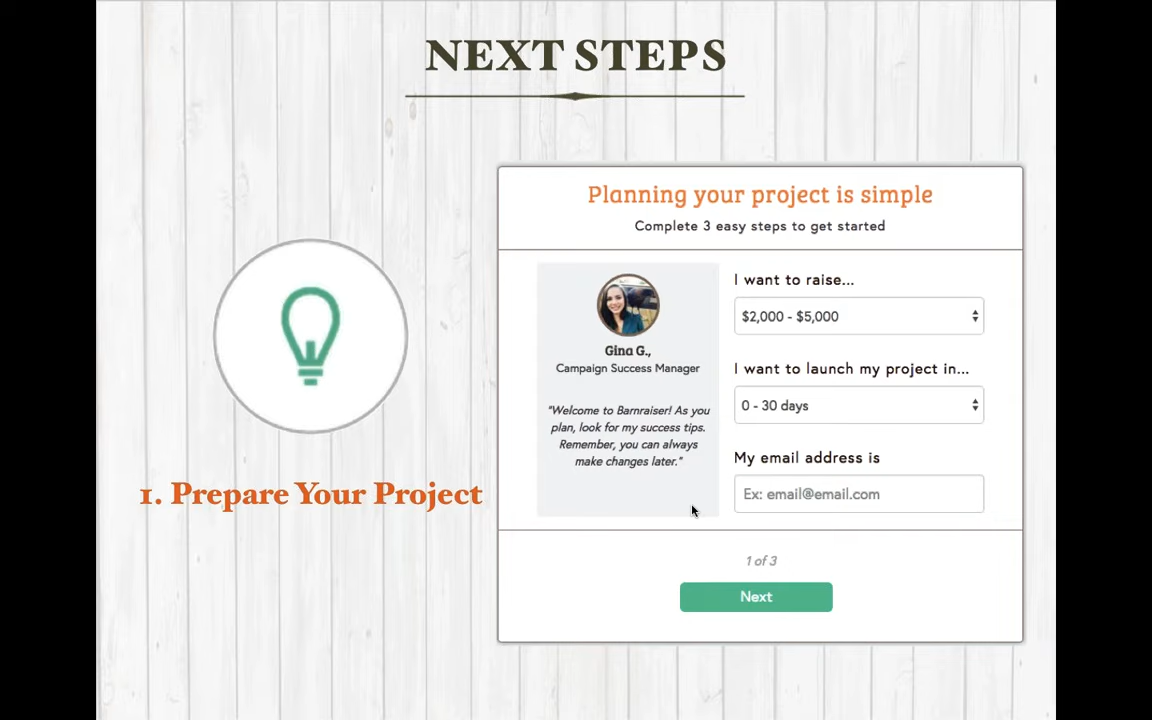 NEXT STEPS
Planning your project is simple
Complete 3 easy steps to get started
Gina G.,
Campaign Success Manager
"Welcome to Barnraiser! As you
plan, look for my success tips.
Remember, you can always
make changes later."
I want to raise...
$2,000 - $5,000
I want to launch my project in...
0 - 30 days
My email address is
Ex: email@email.com
1. Prepare Your Project
1 of 3
Next